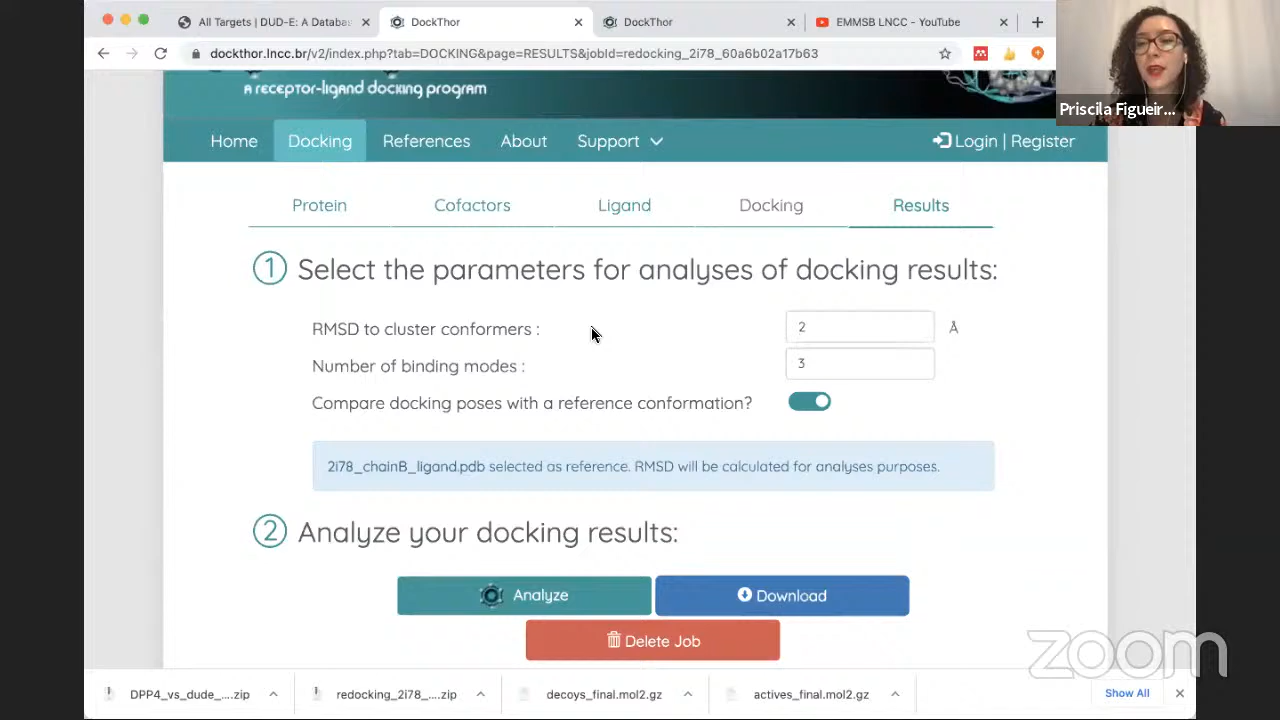 All Targets | DUD-E: A Databas
DockThor
DockThor
EMMSB LNCC - YouTube
dockthor.lncc.br/v2/index.php?tab=DOCKING&page=RESULTS&jobId=redocking_2i78_60a6b02a17b63
Priscila Figueir...
a receptor-ligand docking program
Home
Docking
References
About
Support
Login | Register
Protein
Cofactors
Ligand
Docking
Results
1 Select the parameters for analyses of docking results:
RMSD to cluster conformers : 2 Å
Number of binding modes : 3
Compare docking poses with a reference conformation?
2i78_chainB_ligand.pdb selected as reference. RMSD will be calculated for analyses purposes.
2 Analyze your docking results:
Analyze
Download
Delete Job
zoom
DPP4_vs_dude_....zip
redocking_2i78_....zip
decoys_final.mol2.gz
actives_final.mol2.gz
Show All